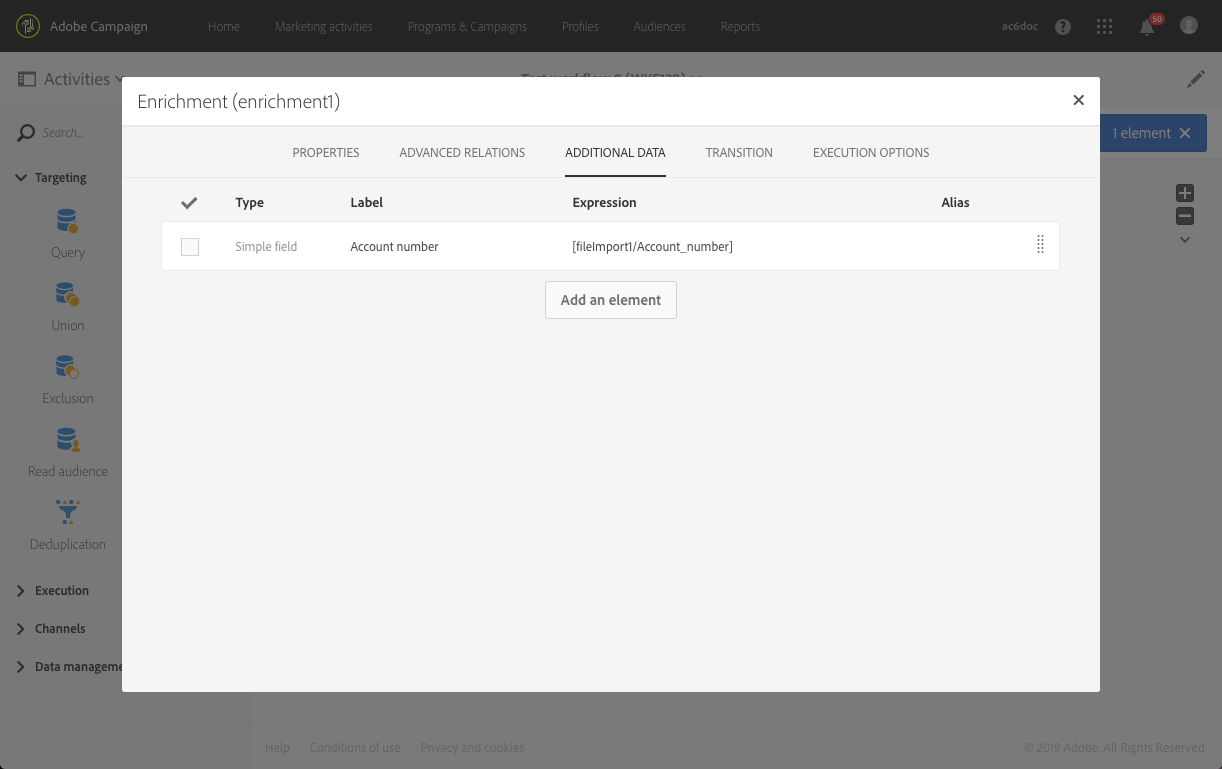 Adobe Campaign
Home
Marketing activities
Programs & Campaigns
Profiles
Audiences
Reports
ac6doc
?
50
Activities
Enrichment (enrichment1)
Search...
1 element
PROPERTIES
ADVANCED RELATIONS
ADDITIONAL DATA
TRANSITION
EXECUTION OPTIONS
Targeting
Type
Label
Expression
Alias
Query
Simple field
Account number
[fileImport1/Account_number]
Add an element
Union
Exclusion
Read audience
Deduplication
Execution
Channels
Data manageme
Help
Conditions of use
Privacy and cookies
© 2019 Adobe. All Rights Reserved.